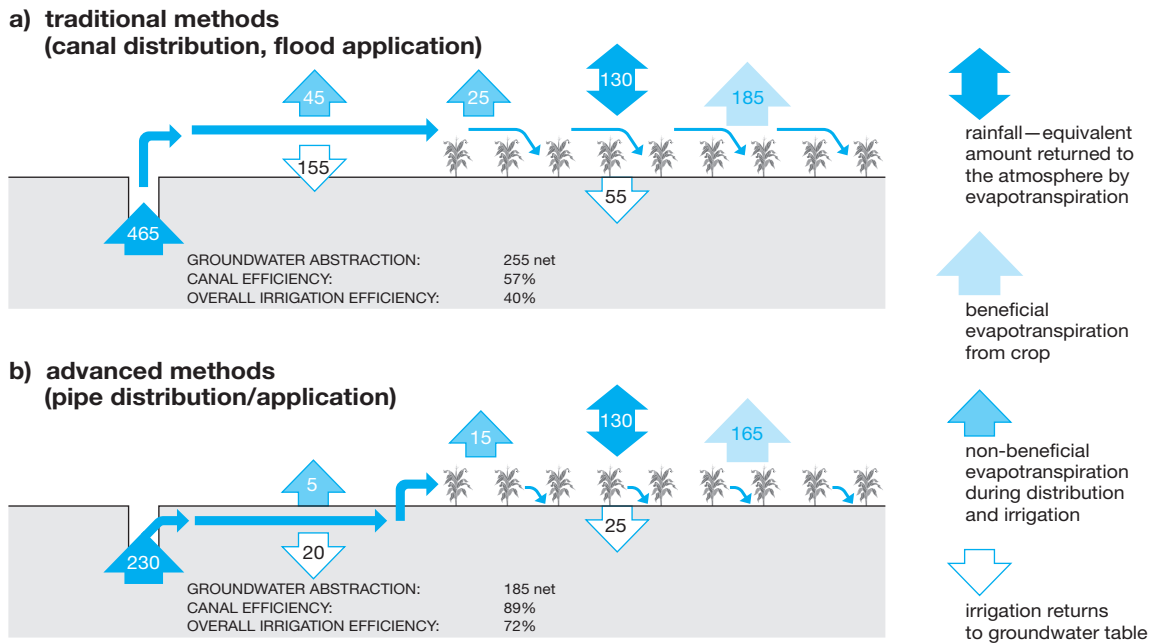 a) traditional methods
(canal distribution, flood application)
45
25
130
185
155
55
465
GROUNDWATER ABSTRACTION: 255 net
CANAL EFFICIENCY: 57%
OVERALL IRRIGATION EFFICIENCY: 40%
b) advanced methods
(pipe distribution/application)
15
130
165
5
20
25
230
GROUNDWATER ABSTRACTION: 185 net
CANAL EFFICIENCY: 89%
OVERALL IRRIGATION EFFICIENCY: 72%
rainfall—equivalent
amount returned to
the atmosphere by
evapotranspiration
beneficial
evapotranspiration
from crop
non-beneficial
evapotranspiration
during distribution
and irrigation
irrigation returns
to groundwater table